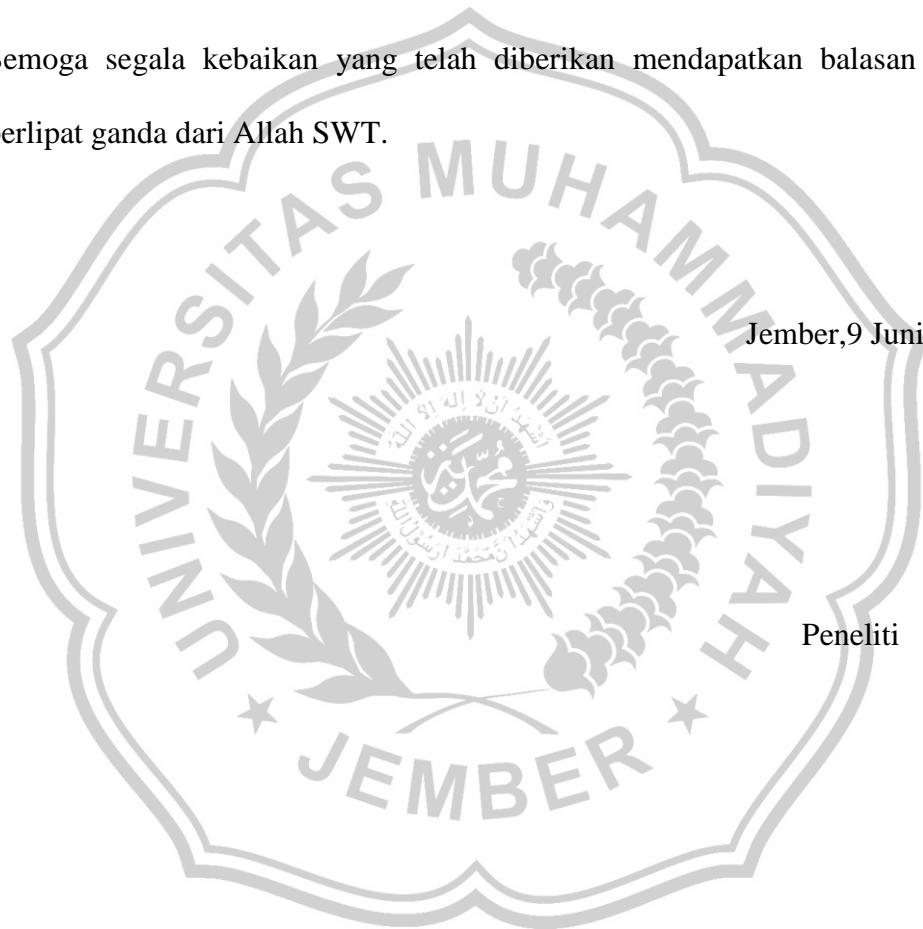 Semoga segala kebaikan yang telah diberikan mendapatkan balasan
berlipat ganda dari Allah SWT.
UNIVERSITAS MUHAMMADIYAH
Jember,9 Juni
Peneliti
JEMBER